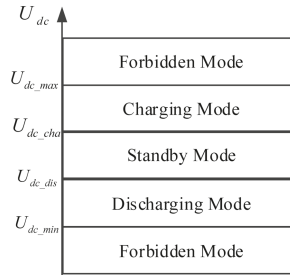 U_dc
Forbidden Mode
U_dc_max
Charging Mode
U_dc_cha
Standby Mode
U_dc_dis
Discharging Mode
U_dc_min
Forbidden Mode